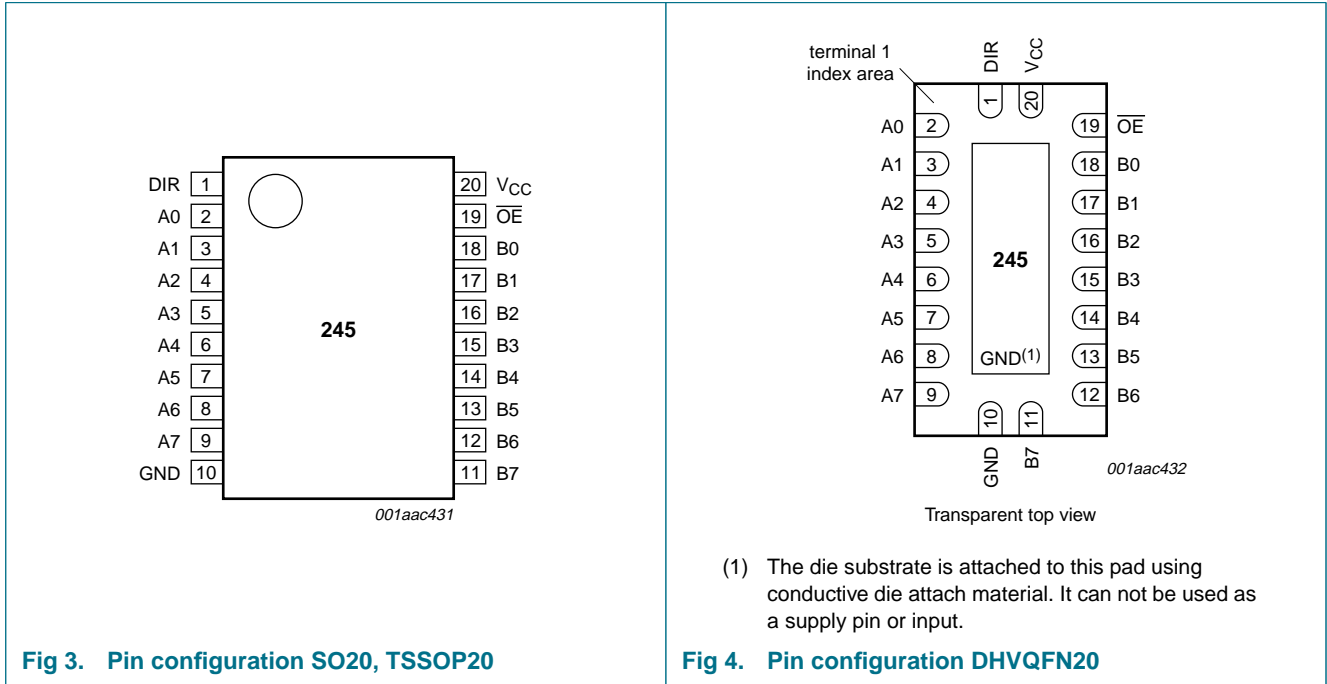 DIR 1
A0 2
A1 3
A2 4
A3 5
A4 6
A5 7
A6 8
A7 9
GND 10
245
20 VCC
19 OE
18 B0
17 B1
16 B2
15 B3
14 B4
13 B5
12 B6
11 B7
001aac431
Fig 3. Pin configuration SO20, TSSOP20
terminal 1
index area
DIR 1
VCC 20
A0 2
A1 3
A2 4
A3 5
A4 6
A5 7
A6 8
A7 9
245
GND(1)
19 OE
18 B0
17 B1
16 B2
15 B3
14 B4
13 B5
12 B6
GND 10
B7 11
001aac432
Transparent top view
(1) The die substrate is attached to this pad using
conductive die attach material. It can not be used as
a supply pin or input.
Fig 4. Pin configuration DHVQFN20